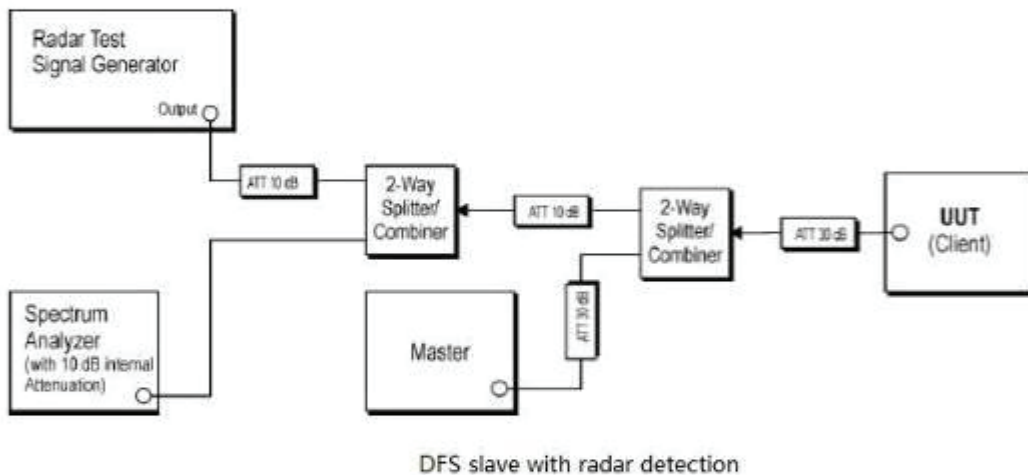 Radar Test
Signal Generator
Output
ATT 10 dB
2-Way
Splitter/
Combiner
ATT 10 dB
2-Way
Splitter/
Combiner
ATT 30 dB
UUT
(Client)
Spectrum
Analyzer
(with 10 dB internal
Attenuation)
Master
ATT 30 dB
DFS slave with radar detection